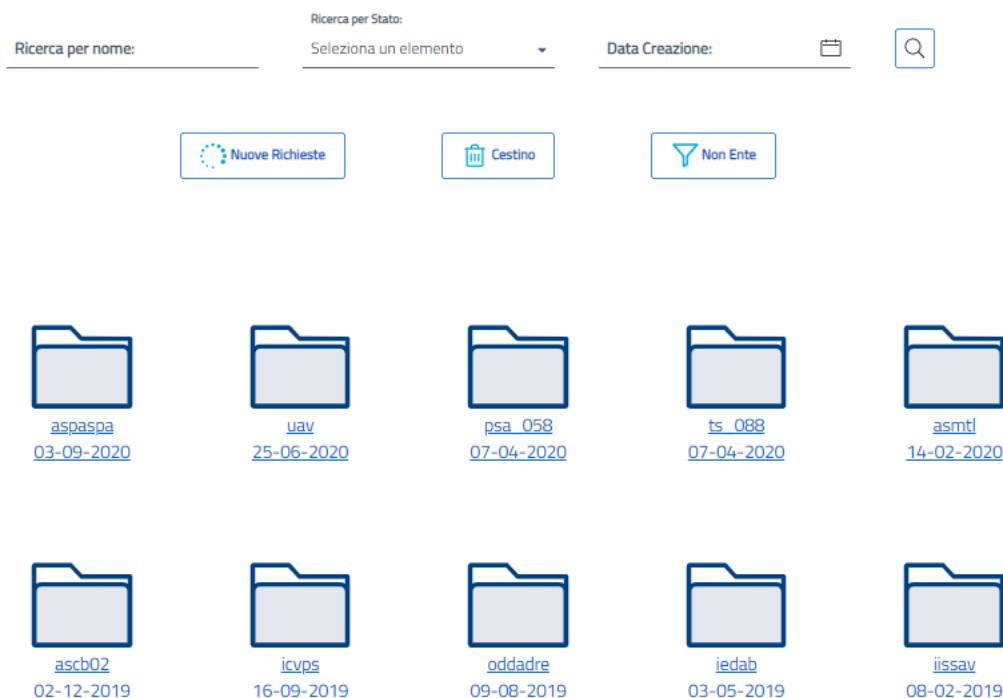 Ricerca per nome:
Ricerca per Stato:
Seleziona un elemento
Data Creazione:
Nuove Richieste
Cestino
Non Ente
aspaspa
03-09-2020
uav
25-06-2020
psa_058
07-04-2020
ts_088
07-04-2020
asmtl
14-02-2020
ascb02
02-12-2019
icvps
16-09-2019
oddadre
09-08-2019
iedab
03-05-2019
iissav
08-02-2019